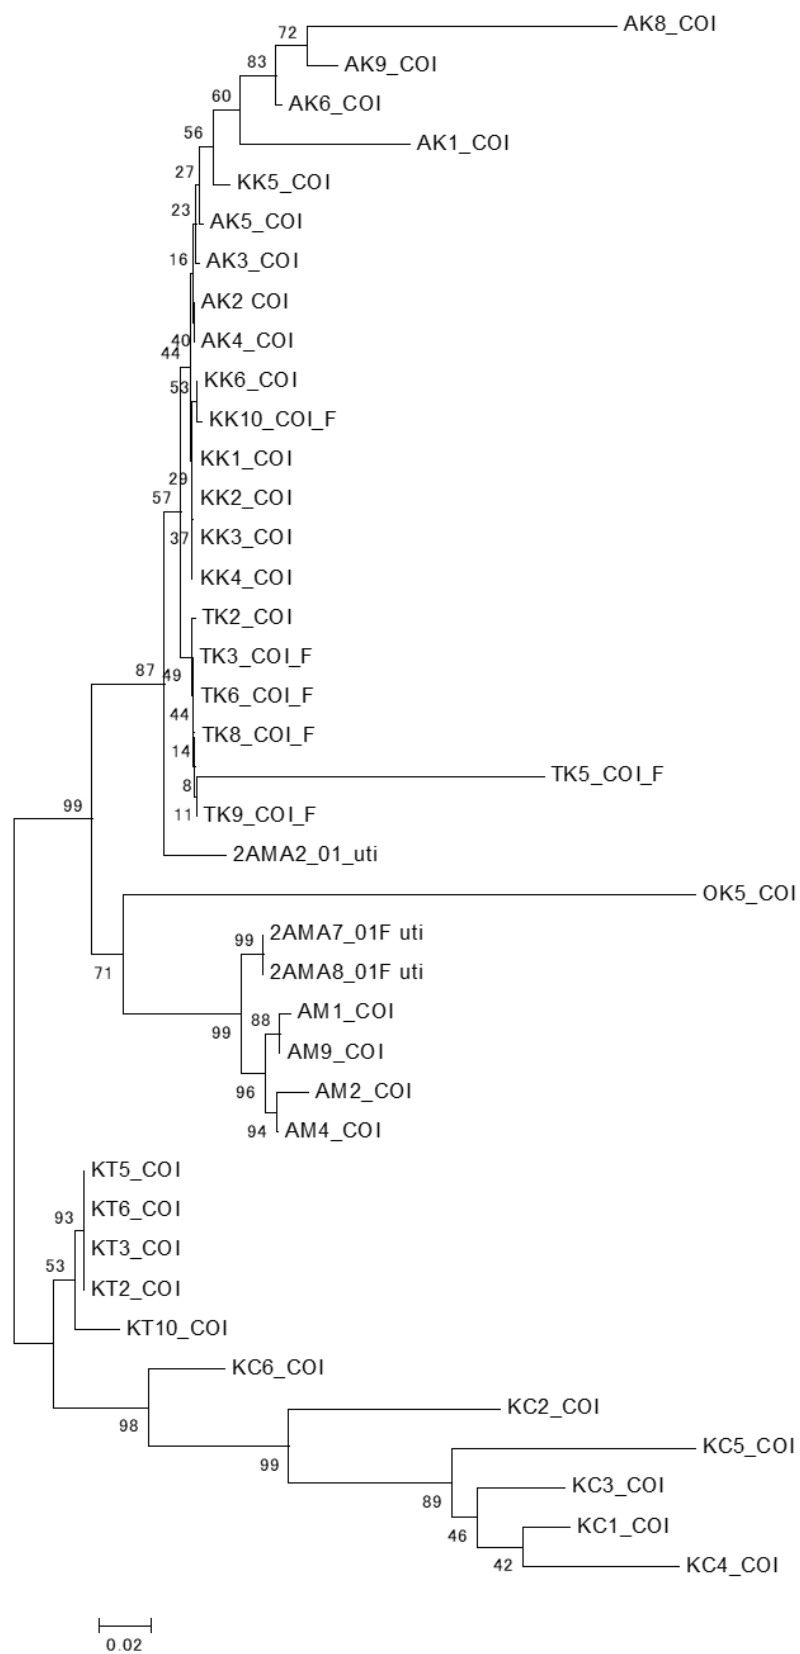 72
AK8_COI
83
AK9_COI
60
AK6_COI
56
AK1_COI
27
KK5_COI
23
AK5_COI
16
AK3_COI
AK2 COI
40
AK4_COI
44
53
KK6_COI
KK10_COI_F
KK1_COI
29
57
KK2_COI
37
KK3_COI
KK4_COI
TK2_COI
TK3_COI_F
87
49
TK6_COI_F
44
TK8_COI_F
14
TK5_COI_F
8
99
11
TK9_COI_F
2AMA2_01_uti
OK5_COI
99
2AMA7_01F uti
71
2AMA8_01F uti
88
AM1_COI
99
AM9_COI
96
AM2_COI
94
AM4_COI
KT5_COI
93
KT6_COI
KT3_COI
53
KT2_COI
KT10_COI
KC6_COI
98
KC2_COI
99
KC5_COI
89
KC3_COI
46
KC1_COI
42
KC4_COI
0.02